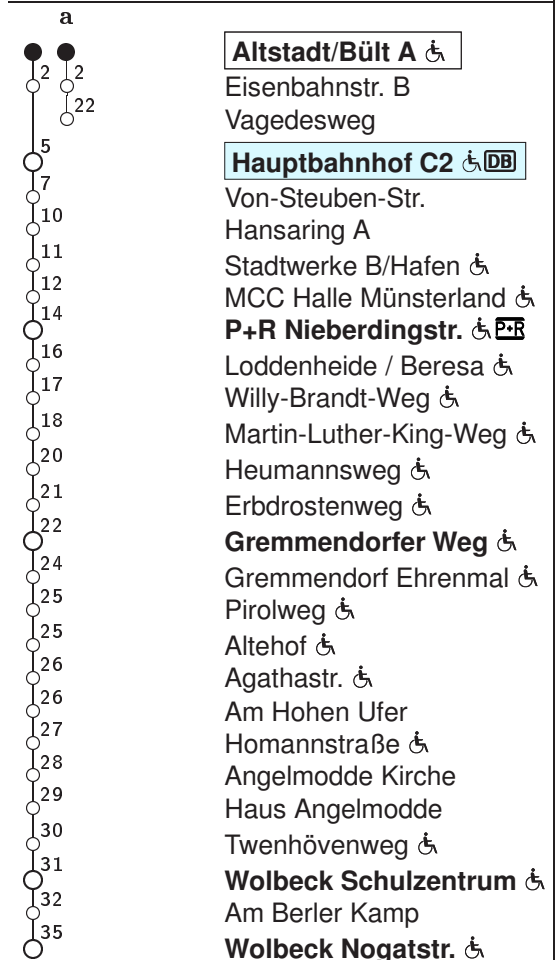 a
Altstadt/Bült A
2 2 Eisenbahnstr. B
22 Vagedesweg
5 Hauptbahnhof C2 DB
7 Von-Steuben-Str.
10 Hansaring A
11 Stadtwerke B/Hafen
12 MCC Halle Münsterland
14 P+R Nieberdingstr. P+R
16 Loddenheide / Beresa
17 Willy-Brandt-Weg
18 Martin-Luther-King-Weg
20 Heumannsweg
21 Erbdrostenweg
22 Gremmendorfer Weg
24 Gremmendorf Ehrenmal
25 Pirolweg
25 Altehof
26 Agathastr.
26 Am Hohen Ufer
27 Homannstraße
28 Angelmodde Kirche
29 Haus Angelmodde
30 Twenhövenweg
31 Wolbeck Schulzentrum
32 Am Berler Kamp
35 Wolbeck Nogatstr.